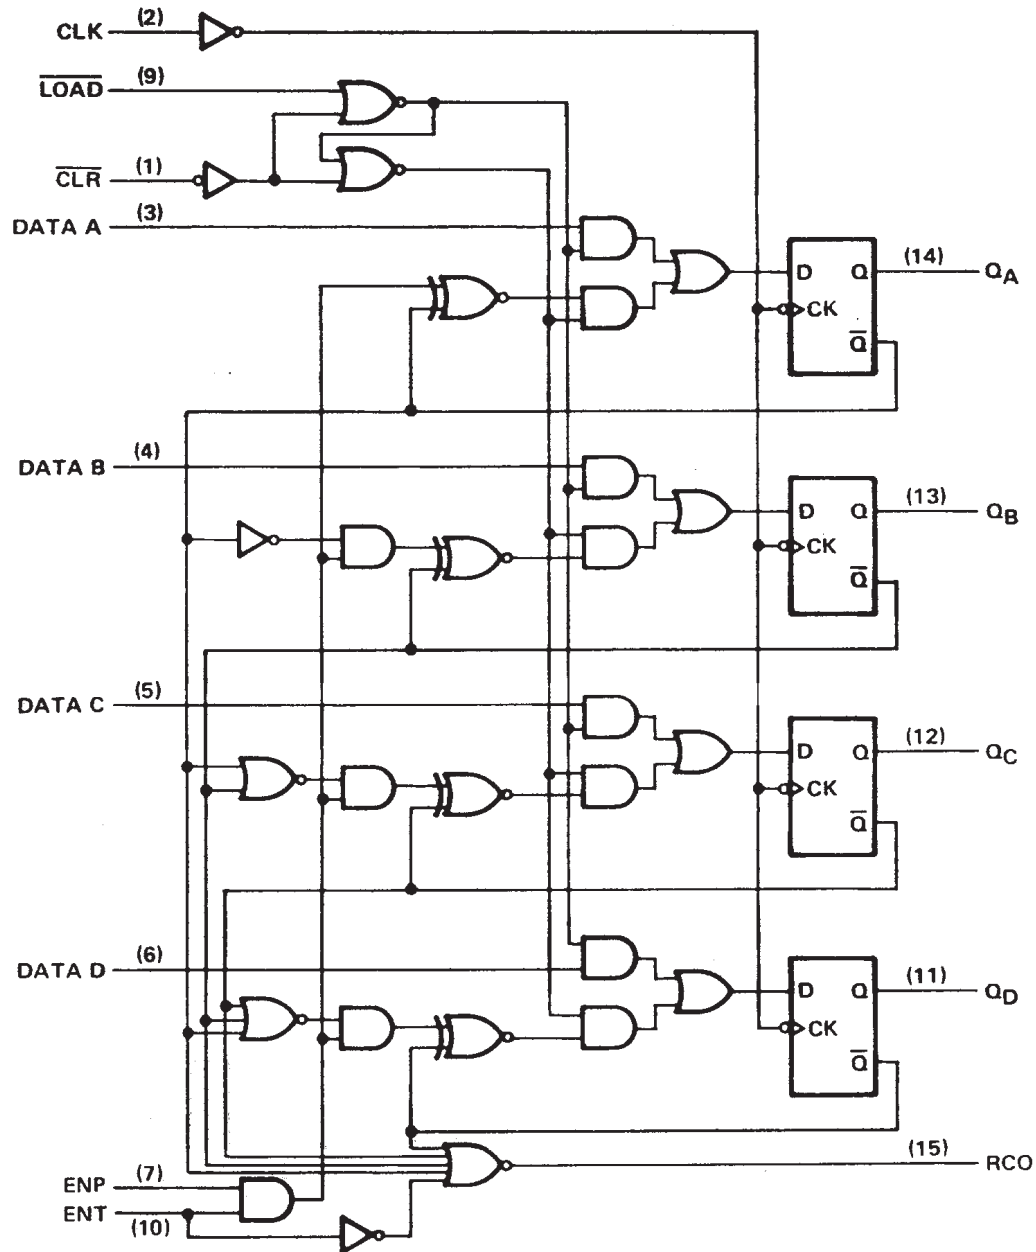 CLK (2)
LOAD (9)
CLR (1)
DATA A (3)
D Q (14) QA
CK
Q
DATA B (4)
D Q (13) QB
CK
Q
DATA C (5)
D Q (12) QC
CK
Q
DATA D (6)
D Q (11) QD
CK
Q
(15) RCO
ENP (7)
ENT (10)